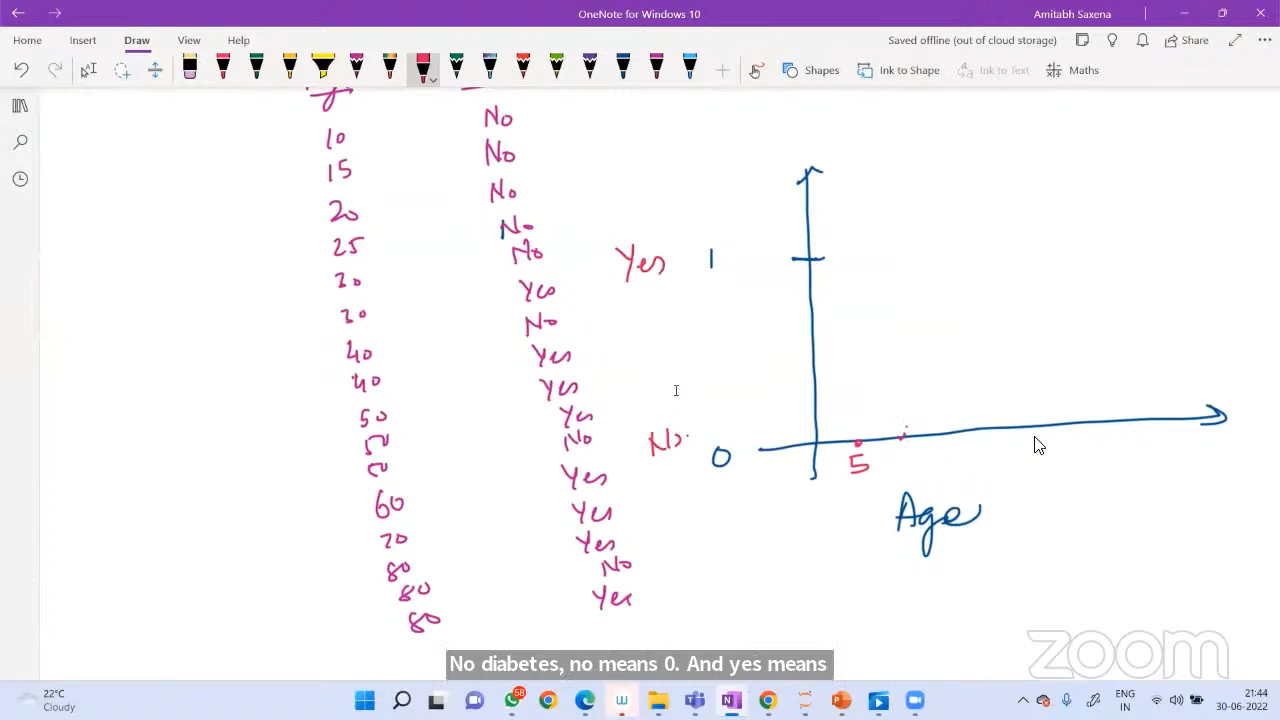 OneNote for Windows 10
Amitabh Saxena
Home Insert Draw View Help
Saved offline (out of cloud storage)
Share
Shapes
Ink to Shape
Ink to Text
Maths
No
10 No
15 No
20 No
25 No
30 Yes
30 No
40 Yes
40 Yes
50 Yes
50 No
50 Yes
60 Yes
70 Yes
80 No
80 Yes
80
Yes 1
No. 0
5
Age
zoom
No diabetes, no means 0. And yes means
22°C
Cloudy
58
ENG
IN
21:44
30-06-2022